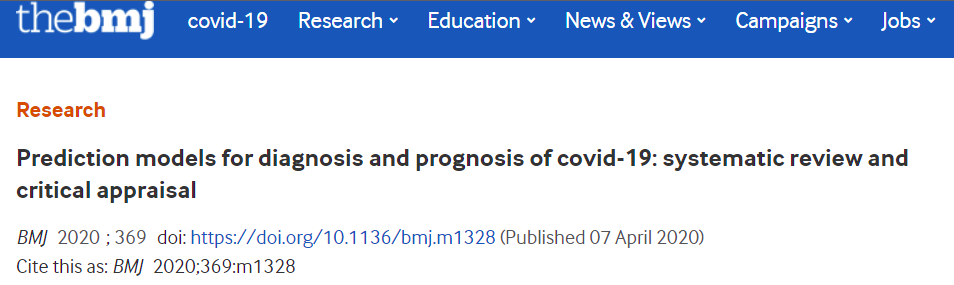 thebmj covid-19 Research Education News & Views Campaigns Jobs
Research
Prediction models for diagnosis and prognosis of covid-19: systematic review and
critical appraisal
BMJ 2020 ; 369 doi: https://doi.org/10.1136/bmj.m1328 (Published 07 April 2020)
Cite this as: BMJ 2020;369:m1328